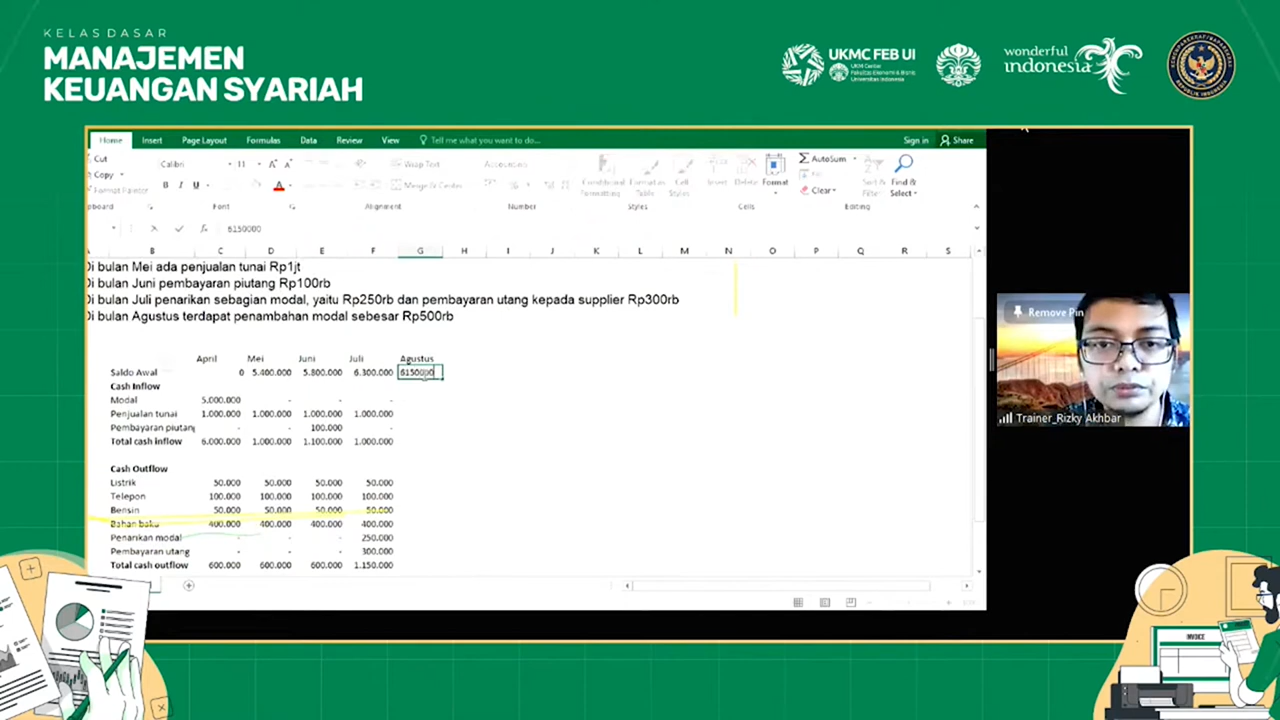 KELAS DASAR
MANAJEMEN
KEUANGAN SYARIAH
UKMC FEB UI
UKM Center
Fakultas Ekonomi & Bisnis
Universitas Indonesia
wonderful
indonesia
Home Insert Page Layout Formulas Data Review View Tell me what you want to do... Sign in Share
Cut
Copy
Format Painter
Calibri 11
B I U
Wrap Text
Merge & Center
Accounting
Conditional Formatting
Format as Table
Cell Styles
Insert Delete Format
AutoSum
Fill
Clear
Sort & Filter
Find & Select
Font Alignment Number Styles Cells Editing
6150000
B C D E F G H I J K L M N O P Q R S
Di bulan Mei ada penjualan tunai Rp1jt
Di bulan Juni pembayaran piutang Rp100rb
Di bulan Juli penarikan sebagian modal, yaitu Rp250rb dan pembayaran utang kepada supplier Rp300rb
Di bulan Agustus terdapat penambahan modal sebesar Rp500rb
April Mei Juni Juli Agustus
Saldo Awal 0 5.400.000 5.800.000 6.300.000 6150000
Cash Inflow
Modal 5.000.000 - - -
Penjualan tunai 1.000.000 1.000.000 1.000.000 1.000.000
Pembayaran piutang - - 100.000 -
Total cash inflow 6.000.000 1.000.000 1.100.000 1.000.000
Cash Outflow
Listrik 50.000 50.000 50.000 50.000
Telepon 100.000 100.000 100.000 100.000
Bensin 50.000 50.000 50.000 50.000
Bahan baku 400.000 400.000 400.000 400.000
Penarikan modal - - - 250.000
Pembayaran utang - - - 300.000
Total cash outflow 600.000 600.000 600.000 1.150.000
Remove Pin
Trainer_Rizky Akhbar
INVOICE